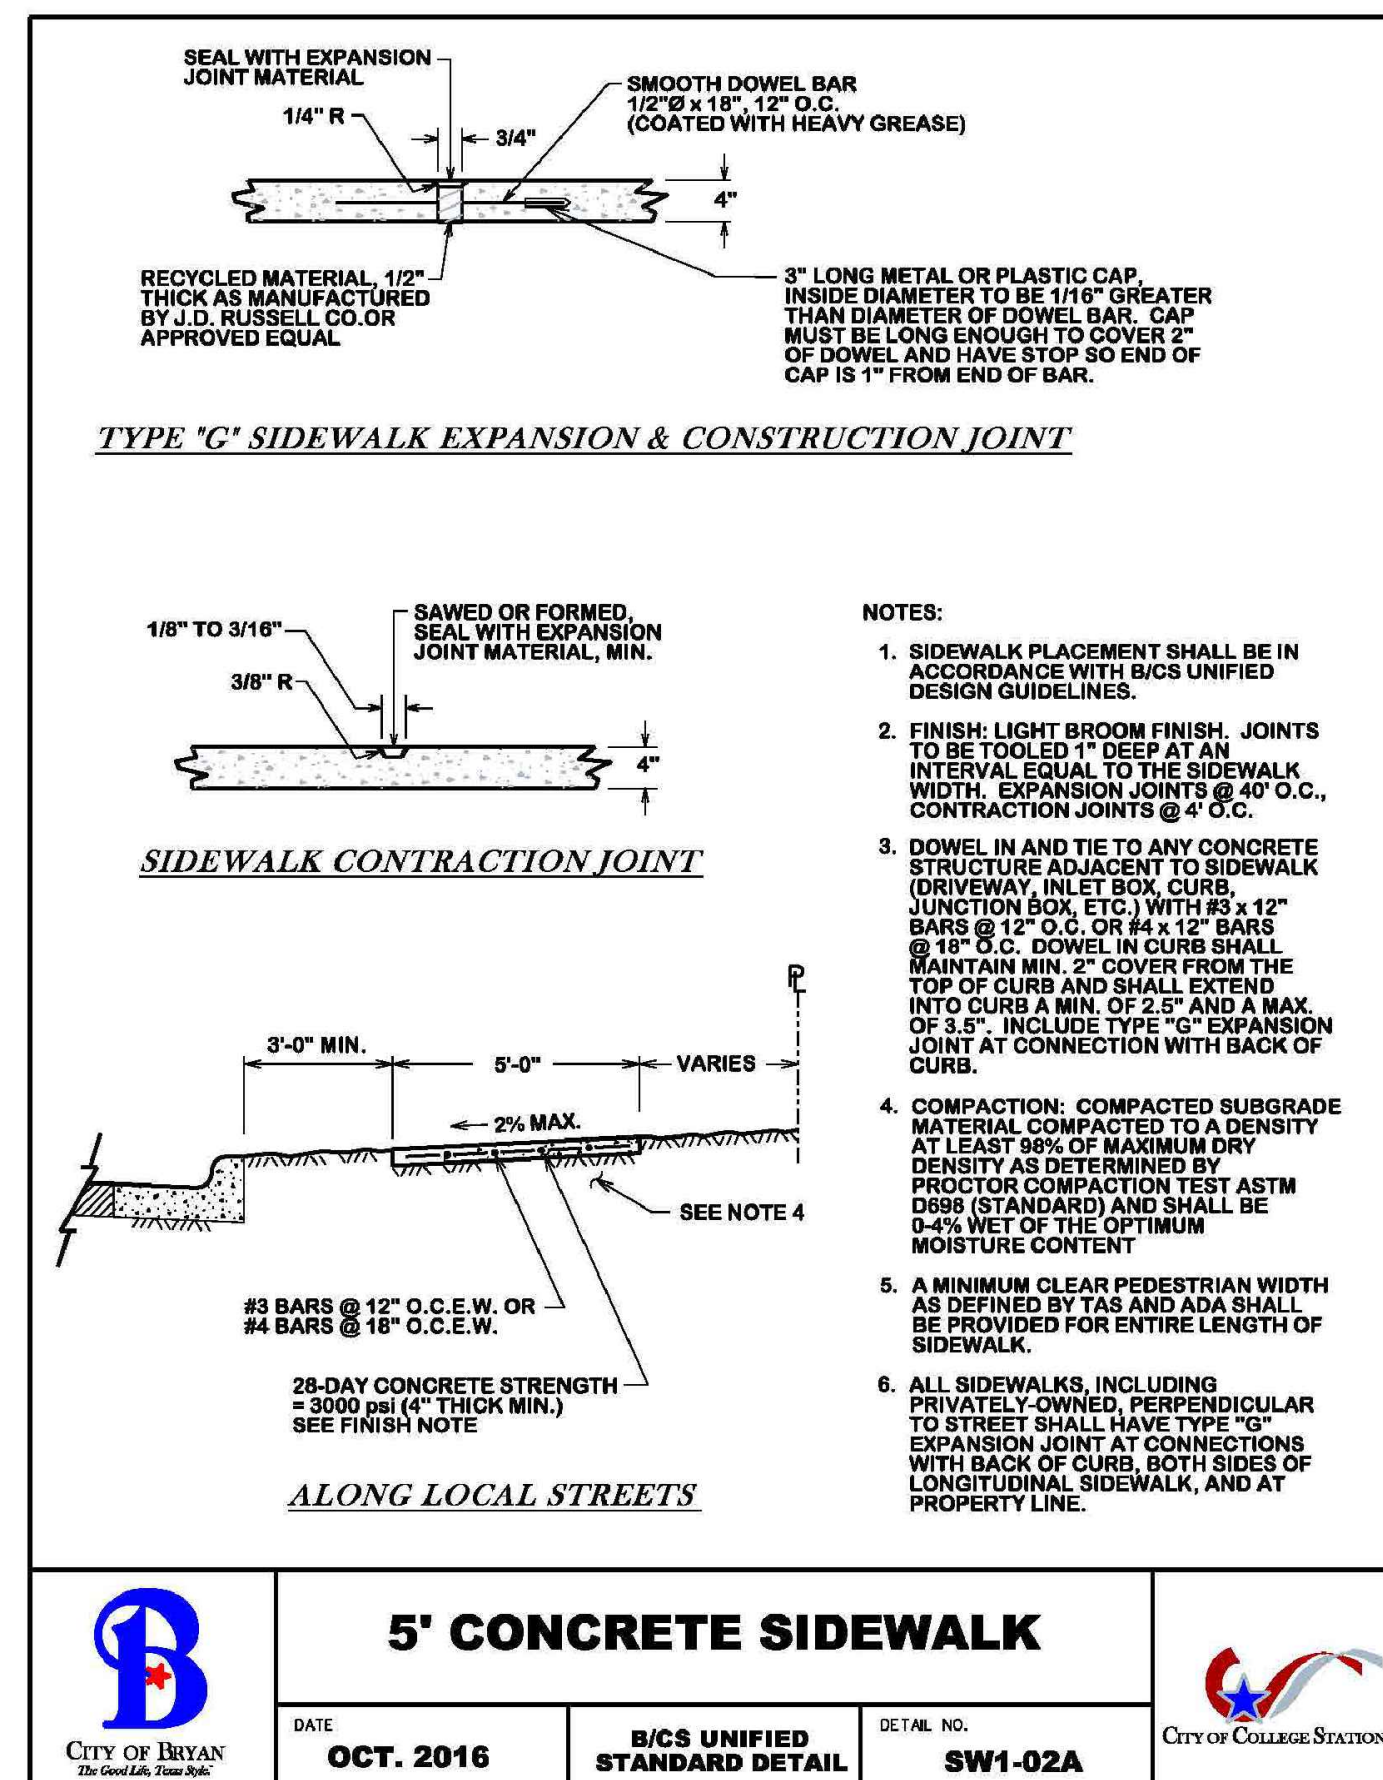 SEAL WITH EXPANSION
JOINT MATERIAL
1/4" R
3/4"
SMOOTH DOWEL BAR
1/2"Ø x 18", 12" O.C.
(COATED WITH HEAVY GREASE)
4"
RECYCLED MATERIAL, 1/2"
THICK AS MANUFACTURED
BY J.D. RUSSELL CO.OR
APPROVED EQUAL
3" LONG METAL OR PLASTIC CAP,
INSIDE DIAMETER TO BE 1/16" GREATER
THAN DIAMETER OF DOWEL BAR. CAP
MUST BE LONG ENOUGH TO COVER 2"
OF DOWEL AND HAVE STOP SO END OF
CAP IS 1" FROM END OF BAR.
TYPE "G" SIDEWALK EXPANSION & CONSTRUCTION JOINT
1/8" TO 3/16"
3/8" R
SAWED OR FORMED,
SEAL WITH EXPANSION
JOINT MATERIAL, MIN.
4"
SIDEWALK CONTRACTION JOINT
PL
3'-0" MIN.
5'-0"
VARIES
2% MAX.
SEE NOTE 4
#3 BARS @ 12" O.C.E.W. OR
#4 BARS @ 18" O.C.E.W.
28-DAY CONCRETE STRENGTH
= 3000 psi (4" THICK MIN.)
SEE FINISH NOTE
ALONG LOCAL STREETS
NOTES:
1. SIDEWALK PLACEMENT SHALL BE IN
ACCORDANCE WITH B/CS UNIFIED
DESIGN GUIDELINES.
2. FINISH: LIGHT BROOM FINISH. JOINTS
TO BE TOOLED 1" DEEP AT AN
INTERVAL EQUAL TO THE SIDEWALK
WIDTH. EXPANSION JOINTS @ 40' O.C.,
CONTRACTION JOINTS @ 4' O.C.
3. DOWEL IN AND TIE TO ANY CONCRETE
STRUCTURE ADJACENT TO SIDEWALK
(DRIVEWAY, INLET BOX, CURB,
JUNCTION BOX, ETC.) WITH #3 x 12"
BARS @ 12" O.C. OR #4 x 12" BARS
@ 18" O.C. DOWEL IN CURB SHALL
MAINTAIN MIN. 2" COVER FROM THE
TOP OF CURB AND SHALL EXTEND
INTO CURB A MIN. OF 2.5" AND A MAX.
OF 3.5". INCLUDE TYPE "G" EXPANSION
JOINT AT CONNECTION WITH BACK OF
CURB.
4. COMPACTION: COMPACTED SUBGRADE
MATERIAL COMPACTED TO A DENSITY
AT LEAST 98% OF MAXIMUM DRY
DENSITY AS DETERMINED BY
PROCTOR COMPACTION TEST ASTM
D698 (STANDARD) AND SHALL BE
0-4% WET OF THE OPTIMUM
MOISTURE CONTENT
5. A MINIMUM CLEAR PEDESTRIAN WIDTH
AS DEFINED BY TAS AND ADA SHALL
BE PROVIDED FOR ENTIRE LENGTH OF
SIDEWALK.
6. ALL SIDEWALKS, INCLUDING
PRIVATELY-OWNED, PERPENDICULAR
TO STREET SHALL HAVE TYPE "G"
EXPANSION JOINT AT CONNECTIONS
WITH BACK OF CURB, BOTH SIDES OF
LONGITUDINAL SIDEWALK, AND AT
PROPERTY LINE.
B
CITY OF BRYAN
The Good Life, Texas Style.™
5' CONCRETE SIDEWALK
DATE
OCT. 2016
B/CS UNIFIED
STANDARD DETAIL
DETAIL NO.
SW1-02A
CITY OF COLLEGE STATION